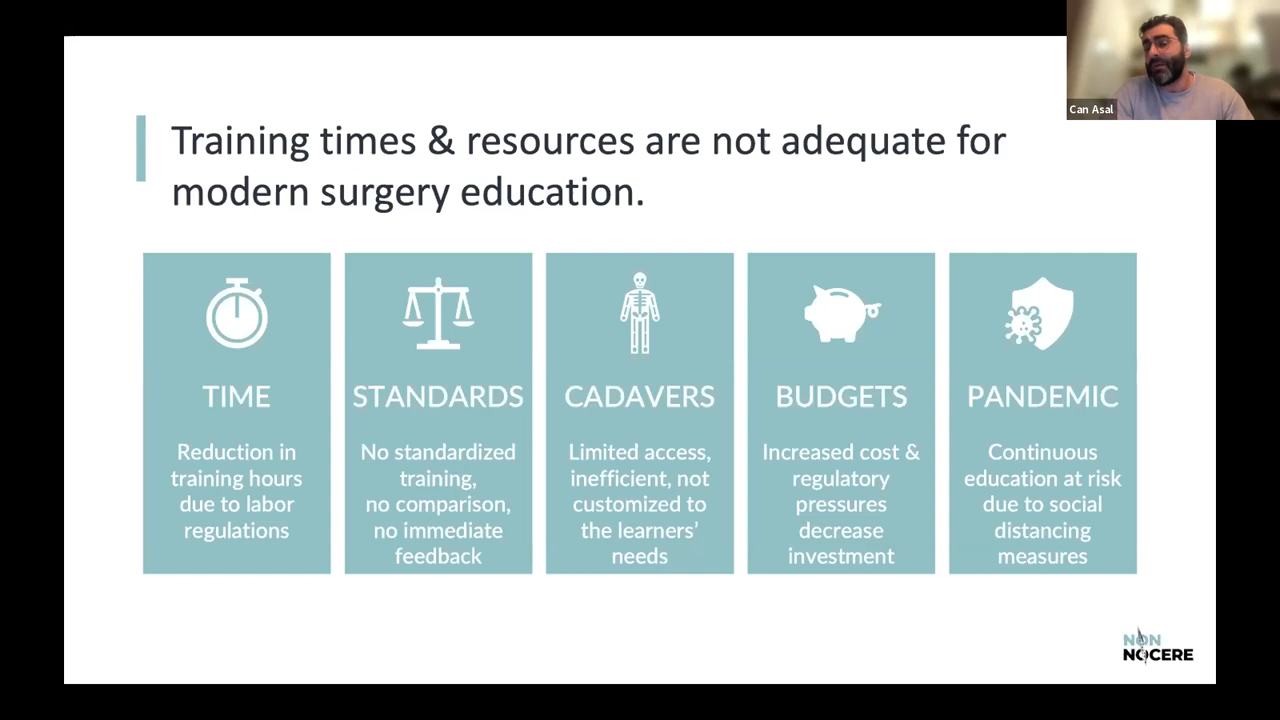 Can Asal
Training times & resources are not adequate for
modern surgery education.
TIME
Reduction in
training hours
due to labor
regulations
STANDARDS
No standardized
training,
no comparison,
no immediate
feedback
CADAVERS
Limited access,
inefficient, not
customized to
the learners’
needs
BUDGETS
Increased cost &
regulatory
pressures
decrease
investment
PANDEMIC
Continuous
education at risk
due to social
distancing
measures
NON
NOCERE